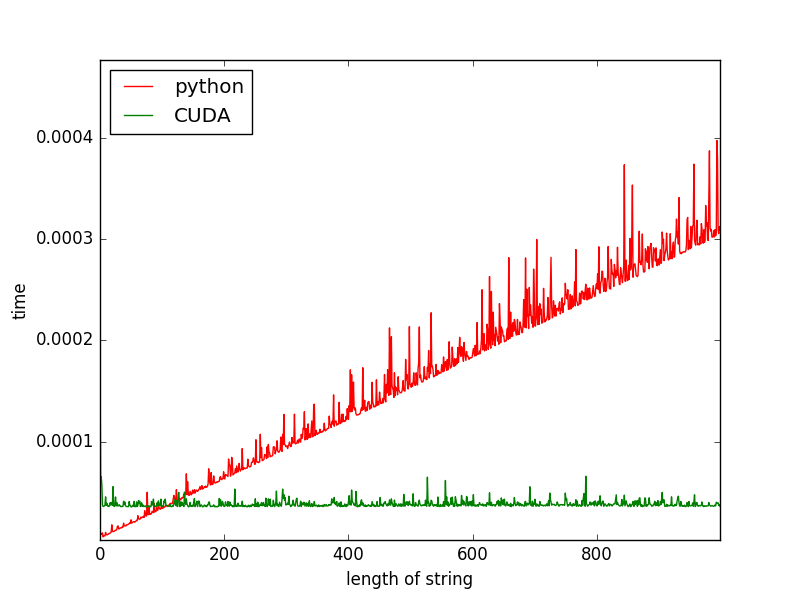 python
CUDA
0.0004
0.0003
0.0002
0.0001
time
0 200 400 600 800
length of string